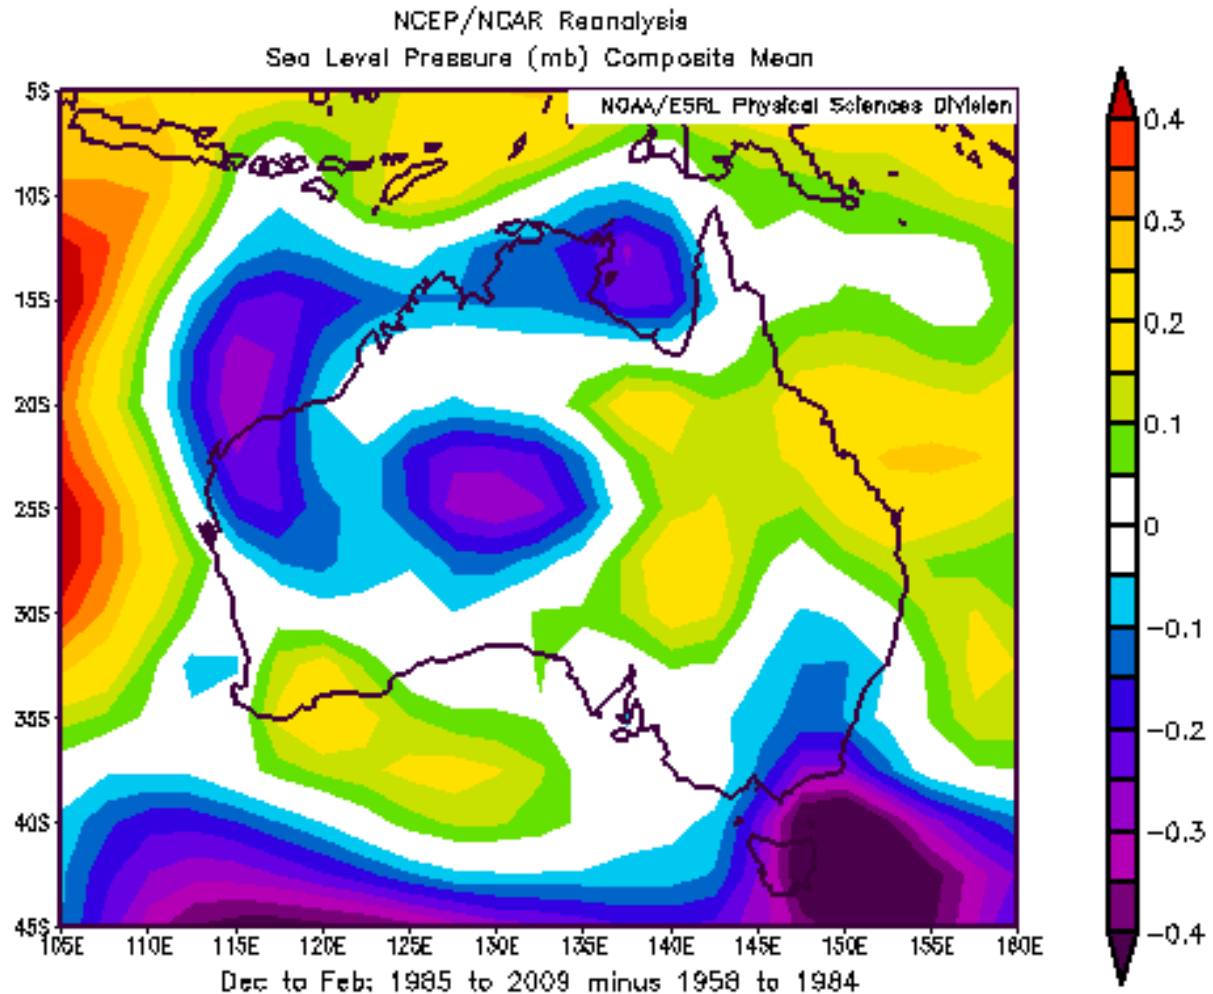 NCEP/NCAR Reanalysis
Sea Level Pressure (mb) Composite Mean
NOAA/ESRL Physical Sciences Division
5S
10S
15S
20S
25S
30S
35S
40S
45S
105E 110E 115E 120E 125E 130E 135E 140E 145E 150E 155E 160E
0.4
0.3
0.2
0.1
0
-0.1
-0.2
-0.3
-0.4
Dec to Feb: 1985 to 2009 minus 1959 to 1984